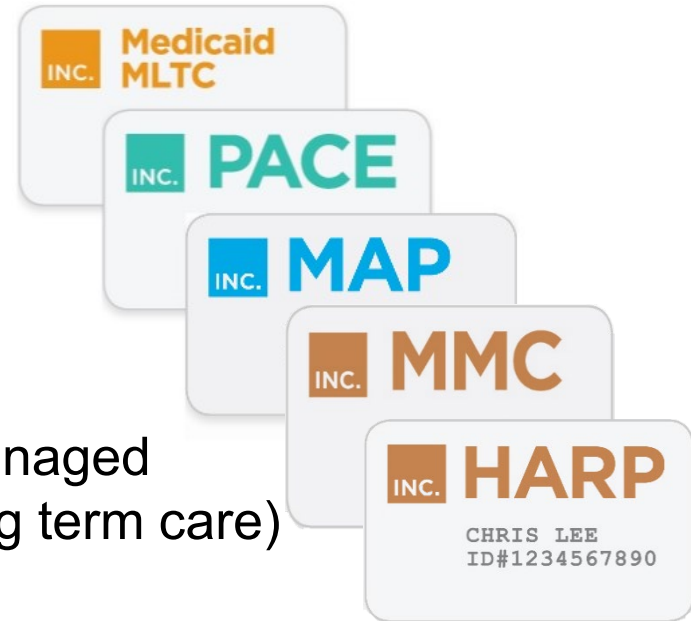 INC. Medicaid
MLTC
INC. PACE
INC. MAP
INC. MMC
naged
g term care)
INC. HARP
CHRIS LEE
ID#1234567890